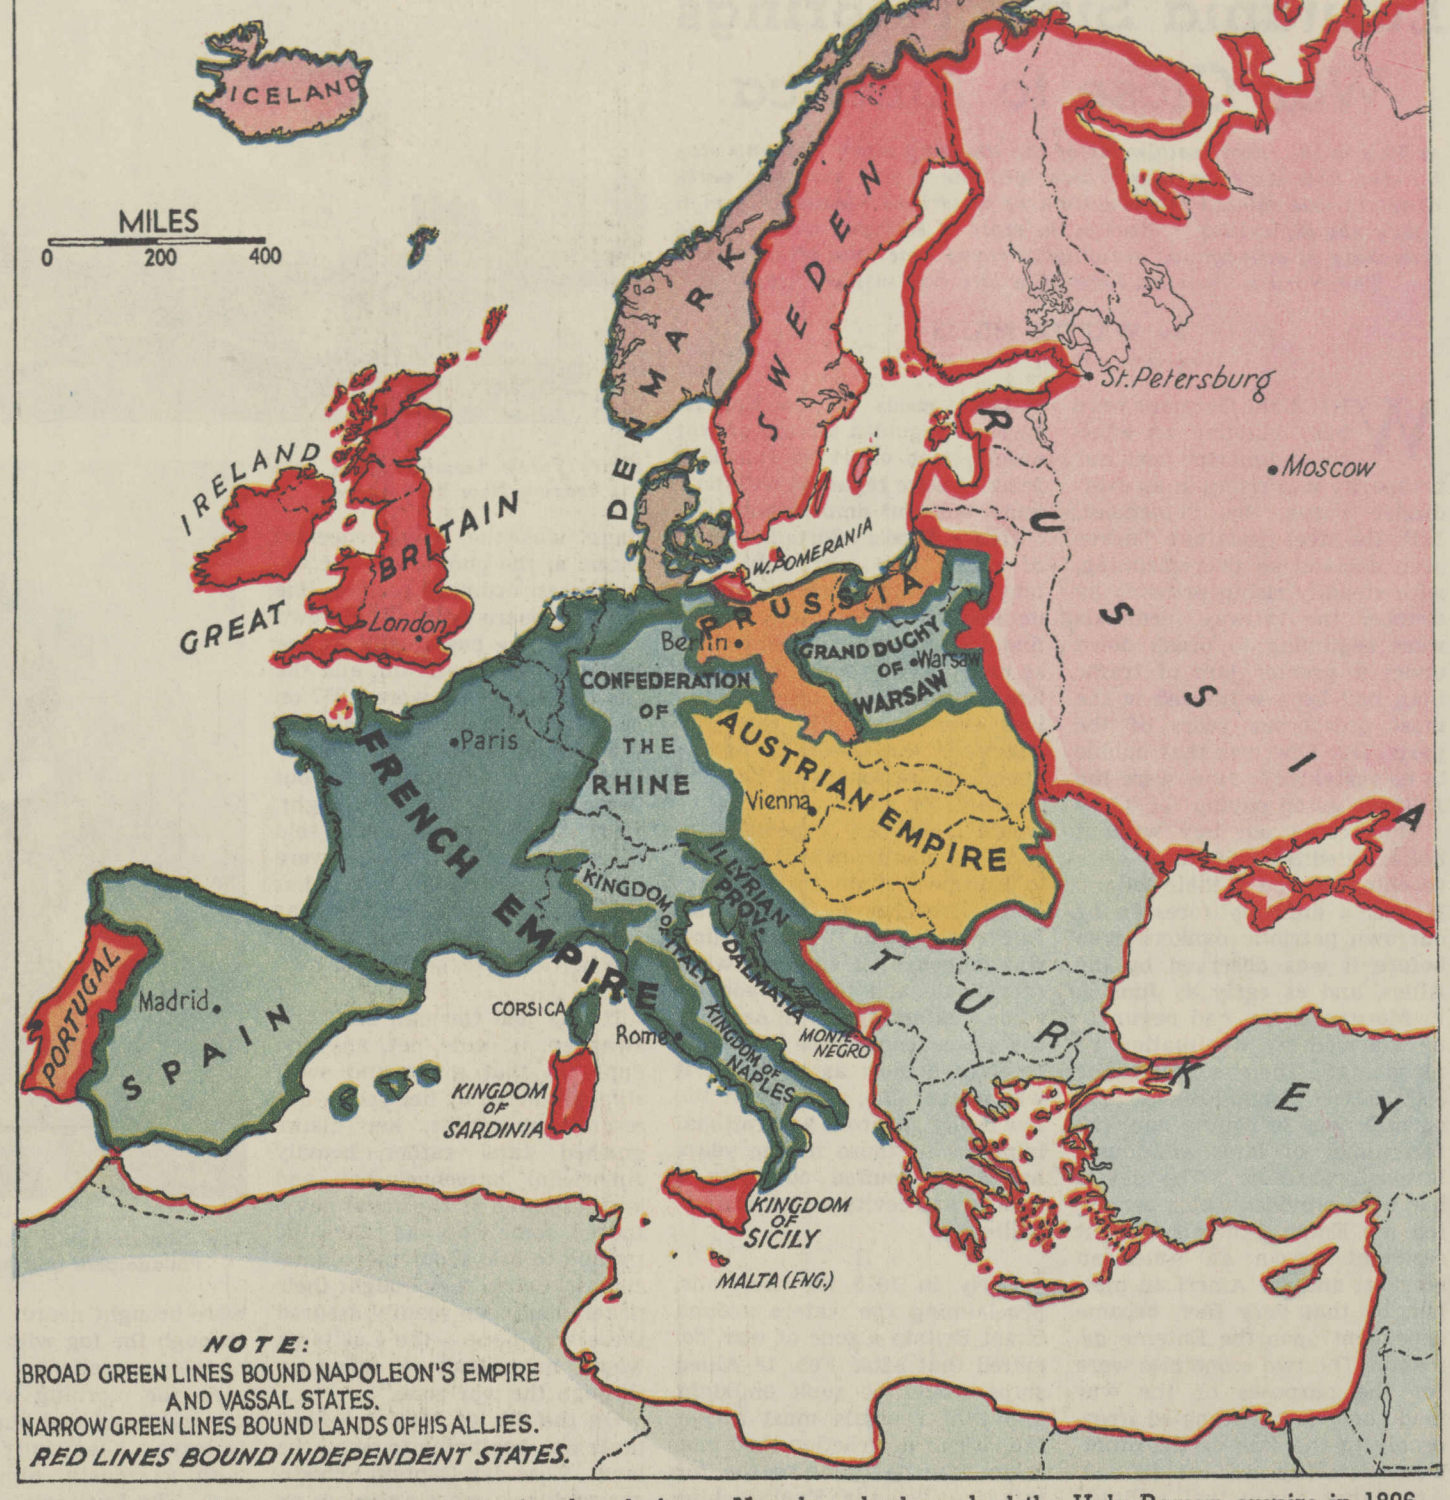 ICELAND
MILES
0 200 400
DENMARK
SWEDEN
St. Petersburg
Moscow
RUSSIA
IRELAND
GREAT BRITAIN
London
W. POMERANIA
PRUSSIA
Berlin
GRAND DUCHY
OF
Warsaw
WARSAW
CONFEDERATION
OF
THE
RHINE
Paris
FRENCH EMPIRE
AUSTRIAN EMPIRE
Vienna
ILLYRIAN
PROV.
KINGDOM OF ITALY
DALMATIA
PORTUGAL
Madrid
SPAIN
CORSICA
Rome
MONTE-
NEGRO
KINGDOM OF
NAPLES
TURKEY
KINGDOM
OF
SARDINIA
KINGDOM
OF
SICILY
MALTA (ENG.)
NOTE:
BROAD GREEN LINES BOUND NAPOLEON'S EMPIRE
AND VASSAL STATES.
NARROW GREEN LINES BOUND LANDS OF HIS ALLIES.
RED LINES BOUND INDEPENDENT STATES.